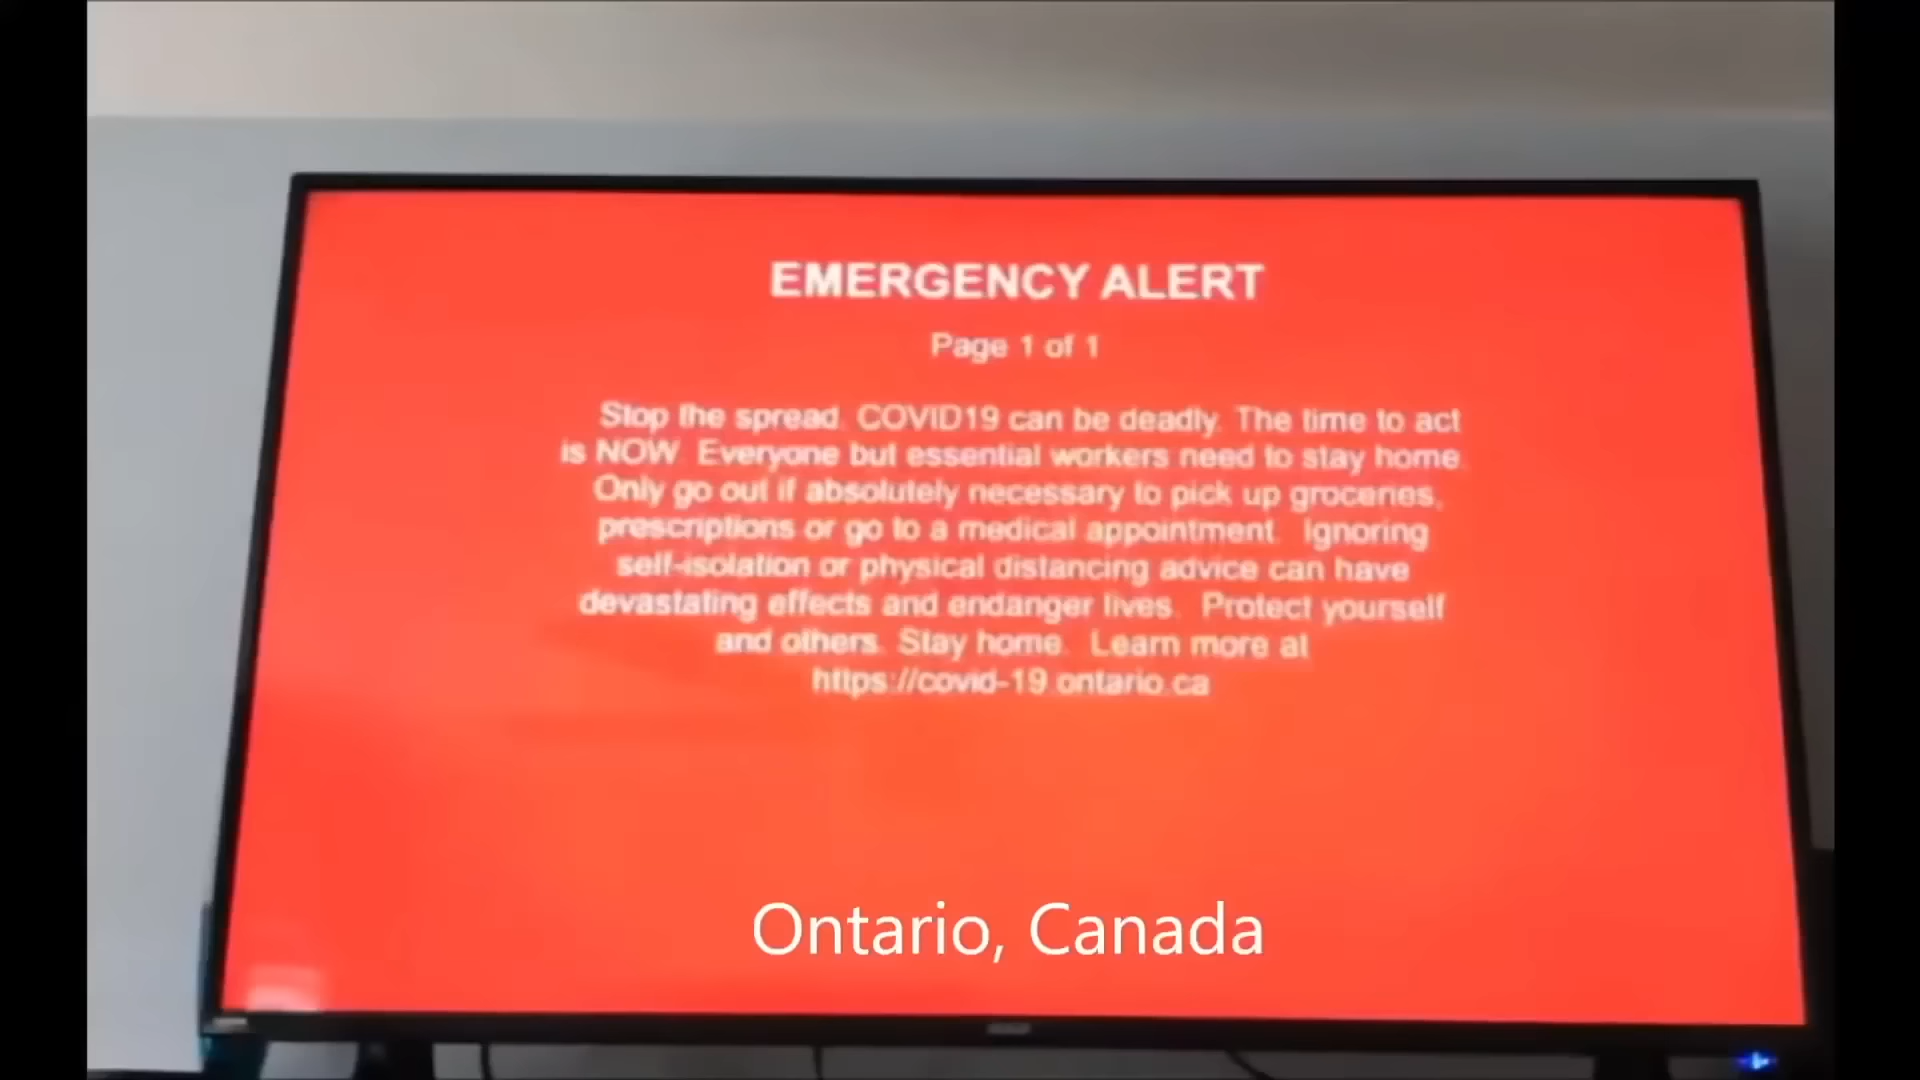 EMERGENCY ALERT
Page 1 of 1
Stop the spread. COVID19 can be deadly. The time to act
is NOW. Everyone but essential workers need to stay home.
Only go out if absolutely necessary to pick up groceries,
prescriptions or go to a medical appointment. Ignoring
self-isolation or physical distancing advice can have
devastating effects and endanger lives. Protect yourself
and others. Stay home. Learn more at
https://covid-19.ontario.ca
Ontario, Canada